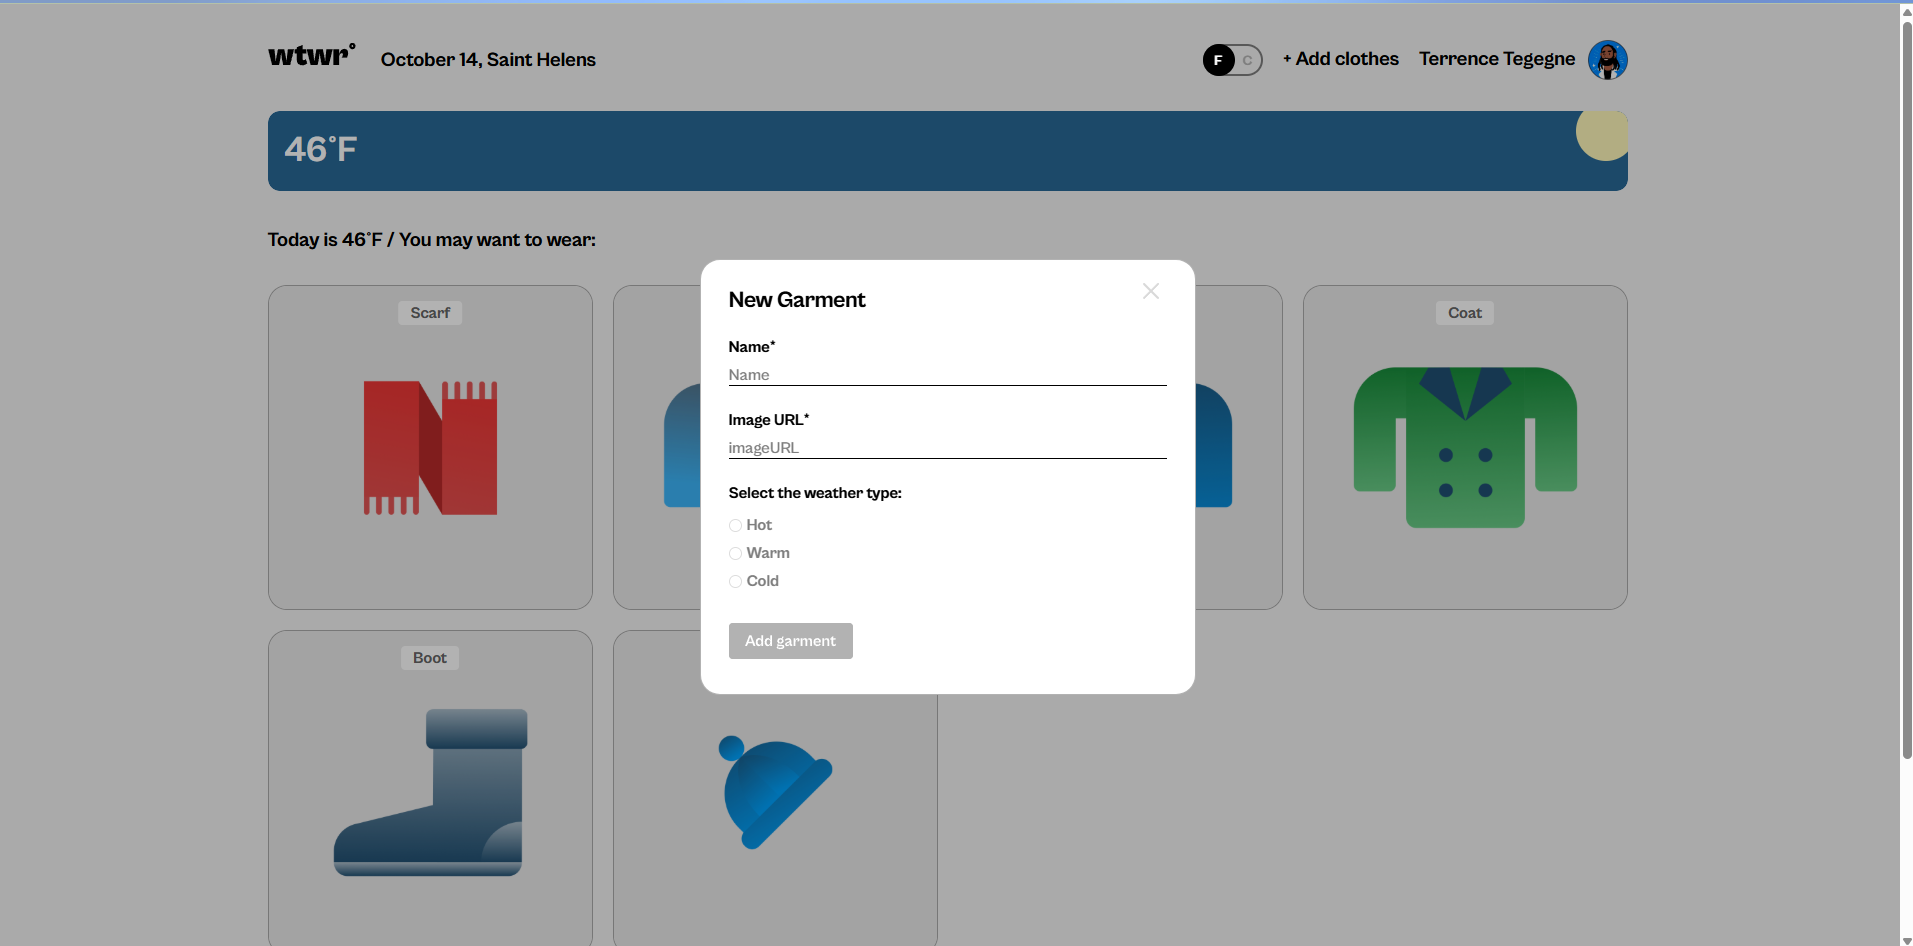 wtwr°
October 14, Saint Helens
F C
+ Add clothes
Terrence Tegegne
46°F
Today is 46°F / You may want to wear:
Scarf
Coat
New Garment
Name*
Name
Image URL*
imageURL
Select the weather type:
Hot
Warm
Cold
Add garment
Boot